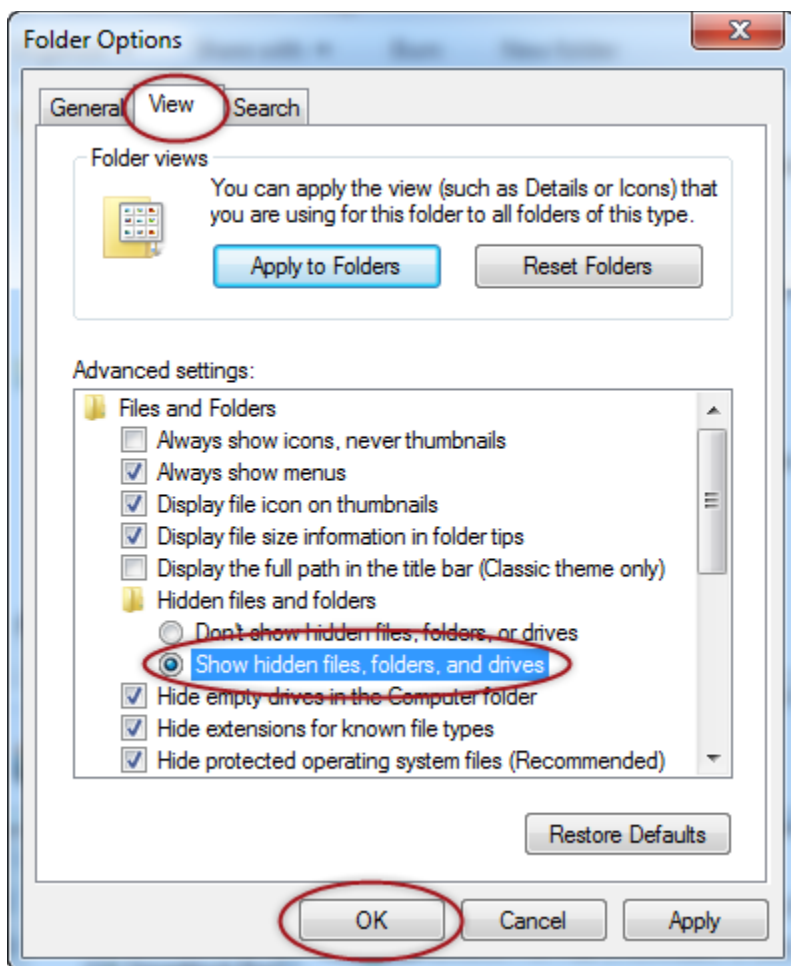 Folder Options
General
View
Search
Folder views
You can apply the view (such as Details or Icons) that
you are using for this folder to all folders of this type.
Apply to Folders
Reset Folders
Advanced settings:
Files and Folders
Always show icons, never thumbnails
Always show menus
Display file icon on thumbnails
Display file size information in folder tips
Display the full path in the title bar (Classic theme only)
Hidden files and folders
Don't show hidden files, folders, or drives
Show hidden files, folders, and drives
Hide empty drives in the Computer folder
Hide extensions for known file types
Hide protected operating system files (Recommended)
Restore Defaults
OK
Cancel
Apply